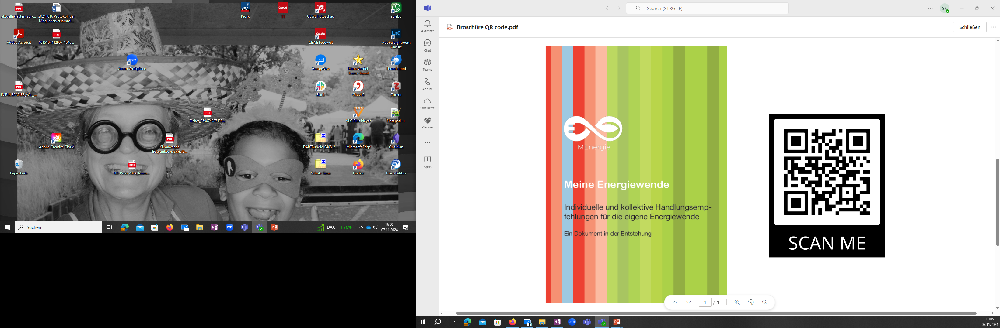 aktuelle-fakten-zur-...
20241016 Protokoll der
Mitgliederversamml...
Kiosk
11
CEWE Fotoschau
sciebo
Adobe Acrobat
1015194442907-1046...
CEWE Fotowelt
Adobe Lightroom
Classic
Zoom Workplace
GroupWise
KlimaVeedel
Teams-Kanal
Thunderbird
IMPULSPAPIER_Wie_...
Slack
Citavi 6
Zotero
Ticket_259074927428...
VLC Plus Player
Notepad++
Adobe Creative Cloud
Klimawende
Eckpunkte nachhalti...
DARTBundle_0408_2...
Microsoft Edge
Obsidian
Papierkorb
K3-Preis-2024_Journ...
Schule Sima
Firefox
Cisco Jabber
Suchen
DAX +1,78%
16:05
07.11.2024
Search (STRG+E)
SK
Aktivität
Chat
Teams
Anrufe
OneDrive
Planner
Apps
Broschüre QR code.pdf
Schließen
MEnergie
Meine Energiewende
Individuelle und kollektive Handlungsemp-
fehlungen für die eigene Energiewende
Ein Dokument in der Entstehung
SCAN ME
1 / 1
16:05
07.11.2024